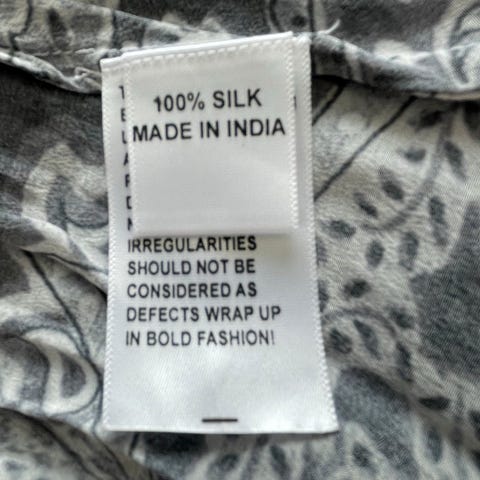 100% SILK
MADE IN INDIA
IRREGULARITIES
SHOULD NOT BE
CONSIDERED AS
DEFECTS WRAP UP
IN BOLD FASHION!